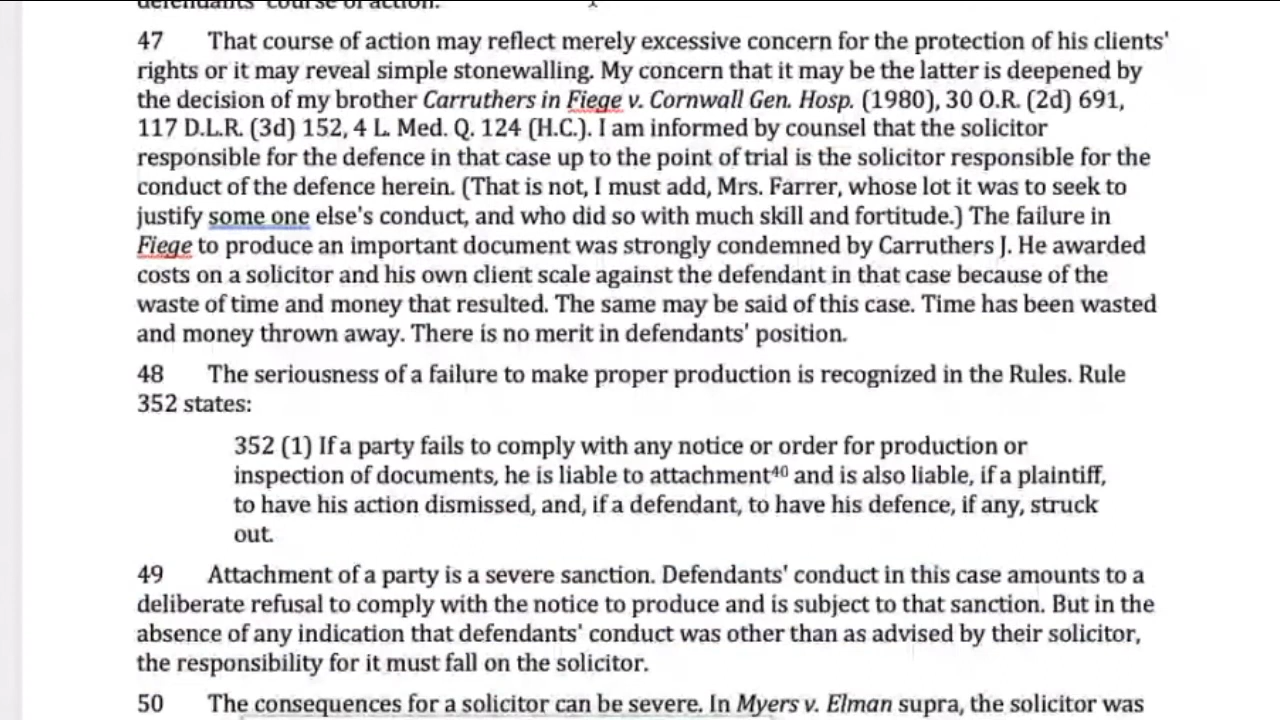 defendants' course of action.
47 That course of action may reflect merely excessive concern for the protection of his clients'
rights or it may reveal simple stonewalling. My concern that it may be the latter is deepened by
the decision of my brother Carruthers in Fiege v. Cornwall Gen. Hosp. (1980), 30 O.R. (2d) 691,
117 D.L.R. (3d) 152, 4 L. Med. Q. 124 (H.C.). I am informed by counsel that the solicitor
responsible for the defence in that case up to the point of trial is the solicitor responsible for the
conduct of the defence herein. (That is not, I must add, Mrs. Farrer, whose lot it was to seek to
justify some one else's conduct, and who did so with much skill and fortitude.) The failure in
Fiege to produce an important document was strongly condemned by Carruthers J. He awarded
costs on a solicitor and his own client scale against the defendant in that case because of the
waste of time and money that resulted. The same may be said of this case. Time has been wasted
and money thrown away. There is no merit in defendants' position.
48 The seriousness of a failure to make proper production is recognized in the Rules. Rule
352 states:
352 (1) If a party fails to comply with any notice or order for production or
inspection of documents, he is liable to attachment⁴⁰ and is also liable, if a plaintiff,
to have his action dismissed, and, if a defendant, to have his defence, if any, struck
out.
49 Attachment of a party is a severe sanction. Defendants' conduct in this case amounts to a
deliberate refusal to comply with the notice to produce and is subject to that sanction. But in the
absence of any indication that defendants' conduct was other than as advised by their solicitor,
the responsibility for it must fall on the solicitor.
50 The consequences for a solicitor can be severe. In Myers v. Elman supra, the solicitor was